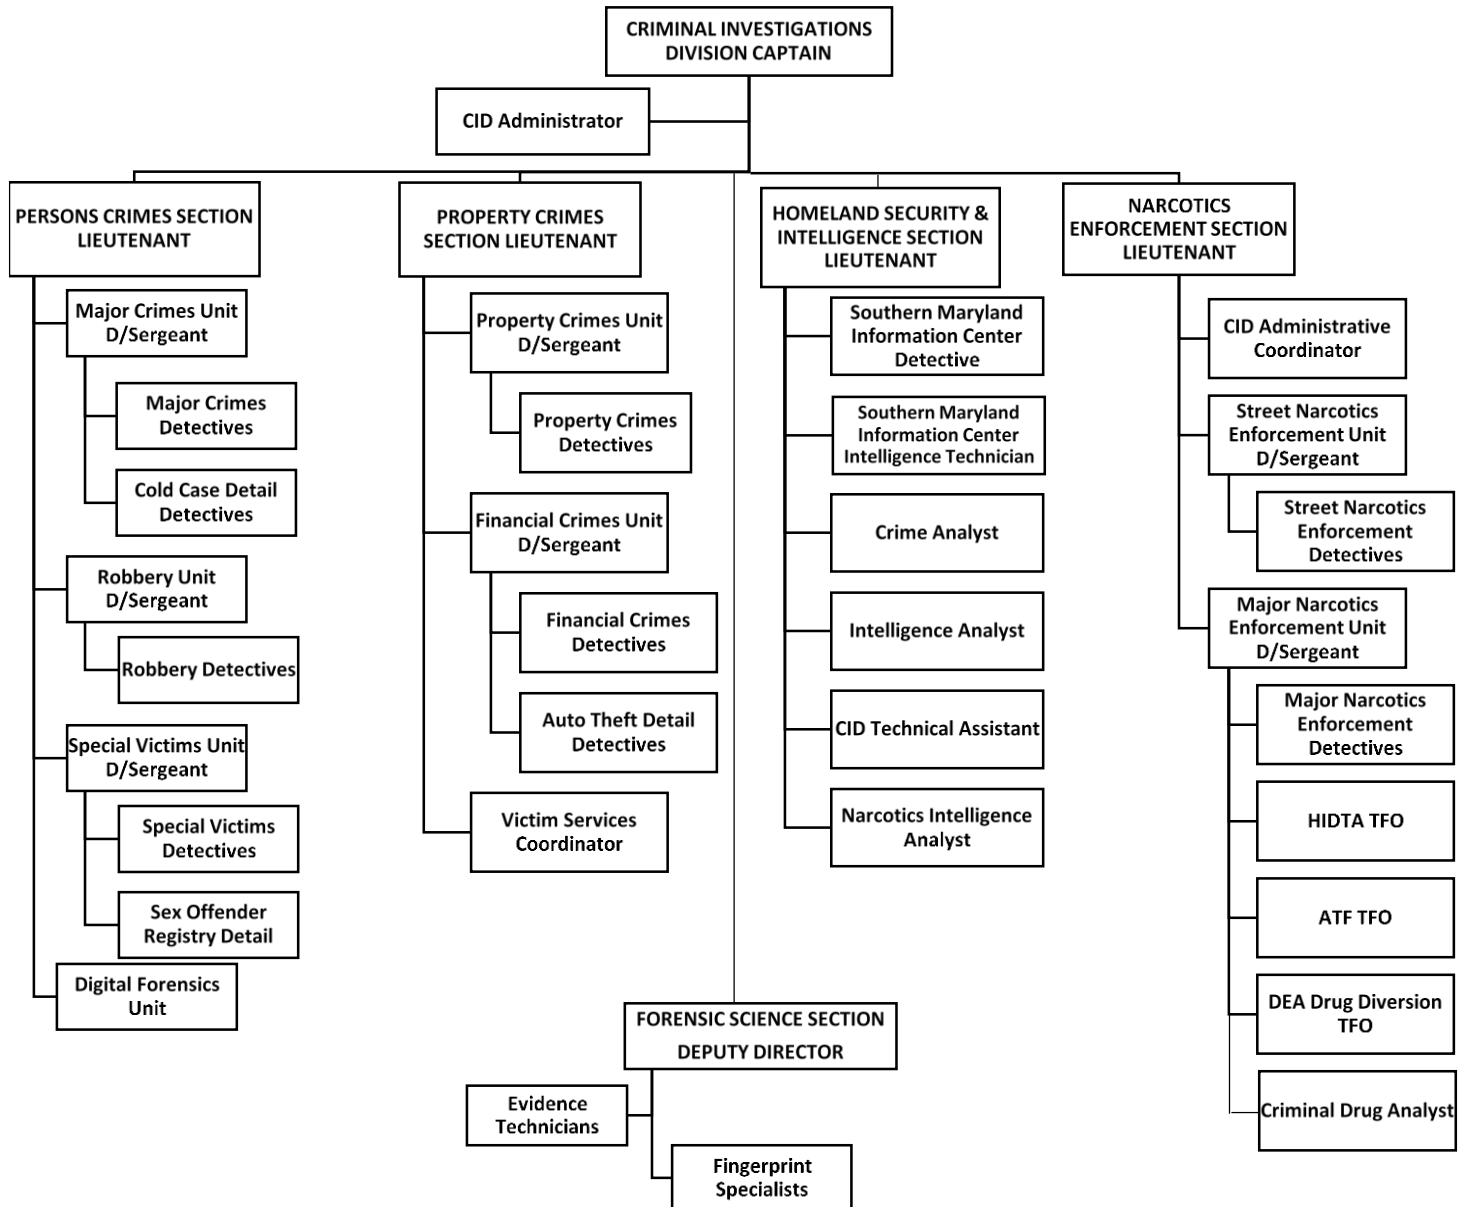 CRIMINAL INVESTIGATIONS
DIVISION CAPTAIN
CID Administrator
PERSONS CRIMES SECTION
LIEUTENANT
Major Crimes Unit
D/Sergeant
Major Crimes
Detectives
Cold Case Detail
Detectives
Robbery Unit
D/Sergeant
Robbery Detectives
Special Victims Unit
D/Sergeant
Special Victims
Detectives
Sex Offender
Registry Detail
Digital Forensics
Unit
PROPERTY CRIMES
SECTION LIEUTENANT
Property Crimes Unit
D/Sergeant
Property Crimes
Detectives
Financial Crimes Unit
D/Sergeant
Financial Crimes
Detectives
Auto Theft Detail
Detectives
Victim Services
Coordinator
HOMELAND SECURITY &
INTELLIGENCE SECTION
LIEUTENANT
Southern Maryland
Information Center
Detective
Southern Maryland
Information Center
Intelligence Technician
Crime Analyst
Intelligence Analyst
CID Technical Assistant
Narcotics Intelligence
Analyst
NARCOTICS
ENFORCEMENT SECTION
LIEUTENANT
CID Administrative
Coordinator
Street Narcotics
Enforcement Unit
D/Sergeant
Street Narcotics
Enforcement
Detectives
Major Narcotics
Enforcement Unit
D/Sergeant
Major Narcotics
Enforcement
Detectives
HIDTA TFO
ATF TFO
DEA Drug Diversion
TFO
Criminal Drug Analyst
FORENSIC SCIENCE SECTION
DEPUTY DIRECTOR
Evidence
Technicians
Fingerprint
Specialists